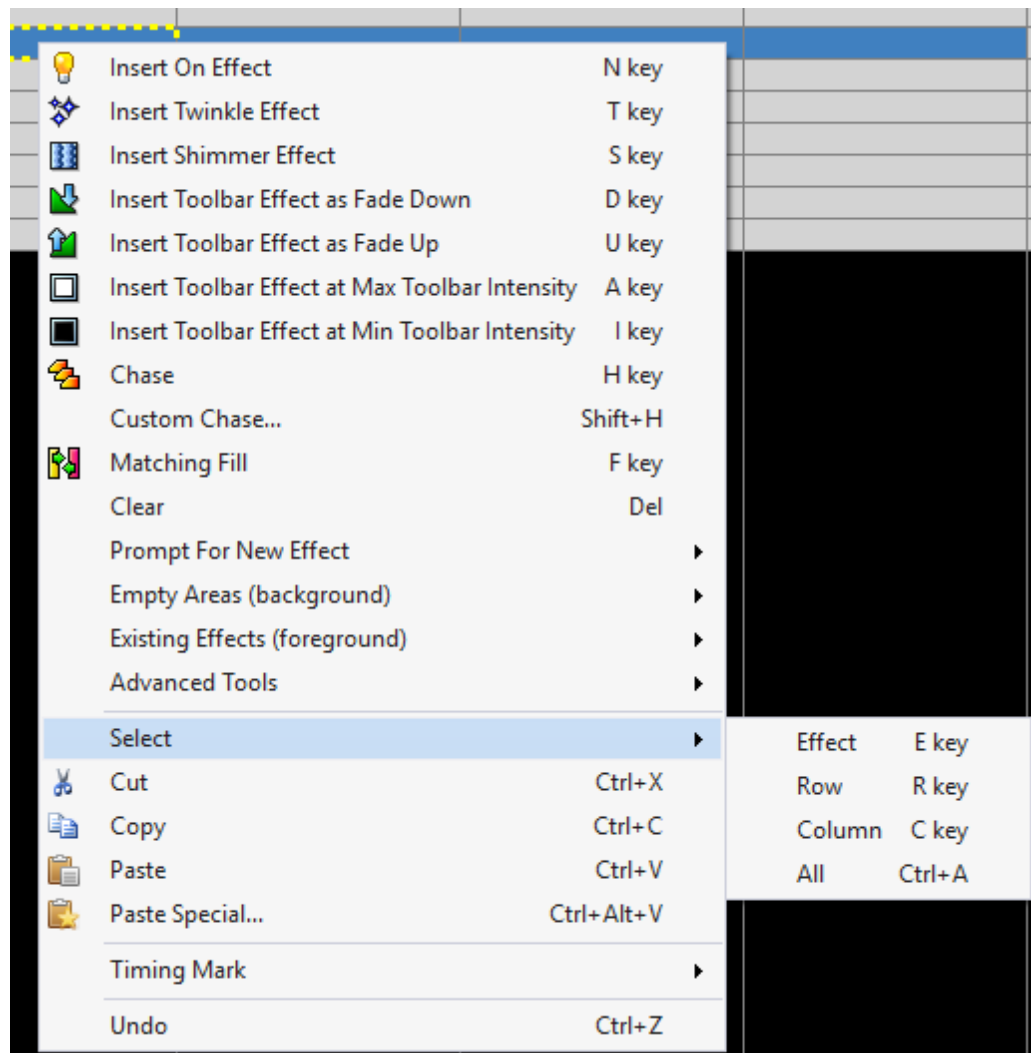 Insert On Effect N key
Insert Twinkle Effect T key
Insert Shimmer Effect S key
Insert Toolbar Effect as Fade Down D key
Insert Toolbar Effect as Fade Up U key
Insert Toolbar Effect at Max Toolbar Intensity A key
Insert Toolbar Effect at Min Toolbar Intensity I key
Chase H key
Custom Chase... Shift+H
Matching Fill F key
Clear Del
Prompt For New Effect
Empty Areas (background)
Existing Effects (foreground)
Advanced Tools
Select
Effect E key
Cut Ctrl+X
Row R key
Copy Ctrl+C
Column C key
Paste Ctrl+V
All Ctrl+A
Paste Special... Ctrl+Alt+V
Timing Mark
Undo Ctrl+Z